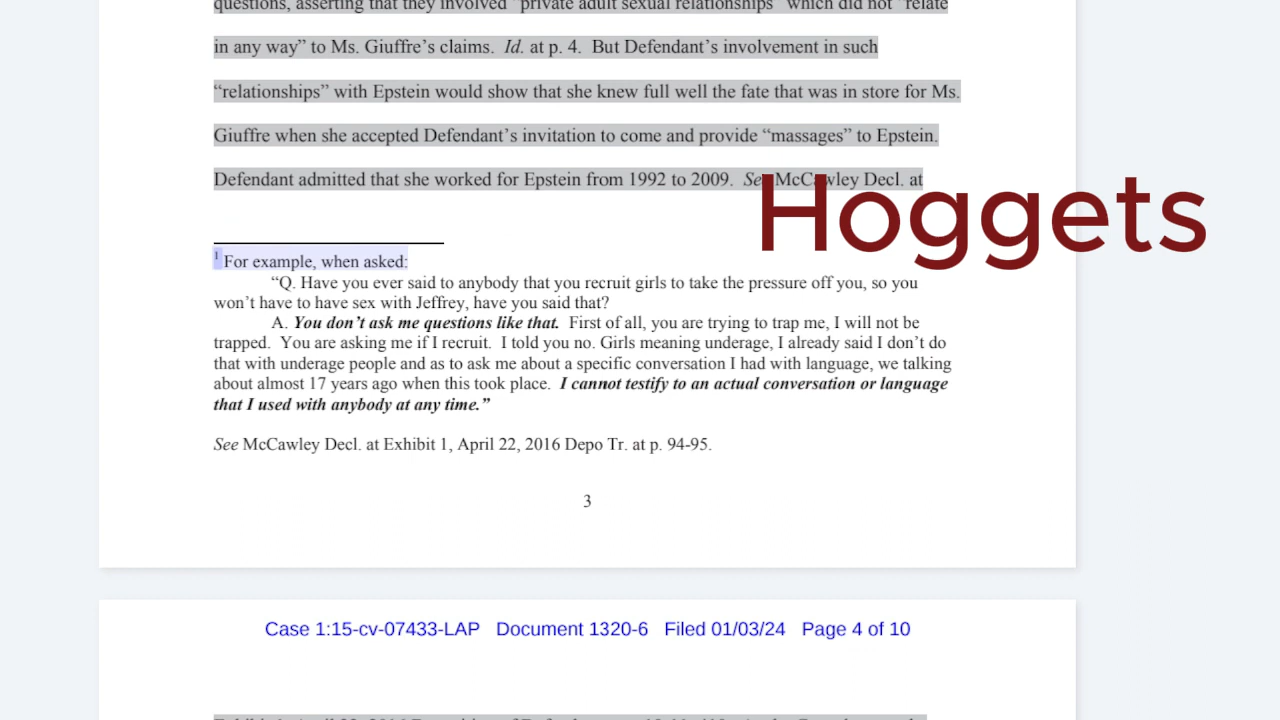 questions, asserting that they involved “private adult sexual relationships” which did not “relate
in any way” to Ms. Giuffre’s claims. Id. at p. 4. But Defendant’s involvement in such
“relationships” with Epstein would show that she knew full well the fate that was in store for Ms.
Giuffre when she accepted Defendant’s invitation to come and provide “massages” to Epstein.
Defendant admitted that she worked for Epstein from 1992 to 2009. See McCawley Decl. at
Hoggets
1 For example, when asked:
“Q. Have you ever said to anybody that you recruit girls to take the pressure off you, so you
won’t have to have sex with Jeffrey, have you said that?
A. You don’t ask me questions like that. First of all, you are trying to trap me, I will not be
trapped. You are asking me if I recruit. I told you no. Girls meaning underage, I already said I don’t do
that with underage people and as to ask me about a specific conversation I had with language, we talking
about almost 17 years ago when this took place. I cannot testify to an actual conversation or language
that I used with anybody at any time.”
See McCawley Decl. at Exhibit 1, April 22, 2016 Depo Tr. at p. 94-95.
3
Case 1:15-cv-07433-LAP Document 1320-6 Filed 01/03/24 Page 4 of 10